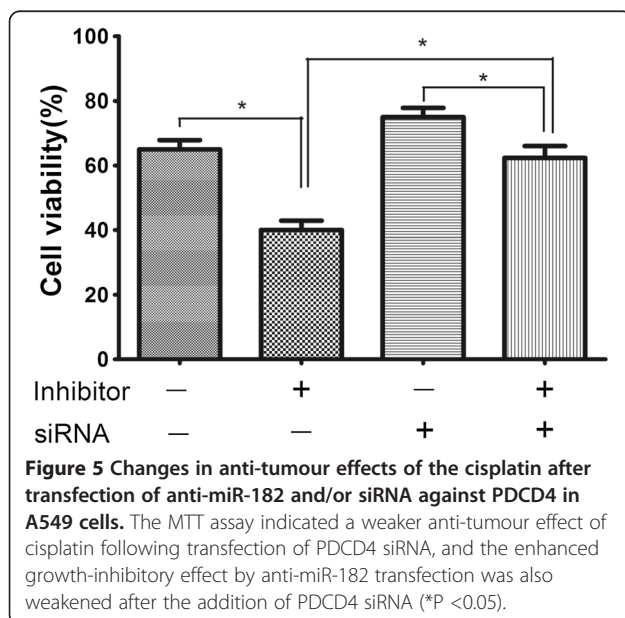 100
80
60
40
20
0
Cell viability(%)
*
*
*
Inhibitor — + — +
siRNA — — + +
Figure 5 Changes in anti-tumour effects of the cisplatin after
transfection of anti-miR-182 and/or siRNA against PDCD4 in
A549 cells. The MTT assay indicated a weaker anti-tumour effect of
cisplatin following transfection of PDCD4 siRNA, and the enhanced
growth-inhibitory effect by anti-miR-182 transfection was also
weakened after the addition of PDCD4 siRNA (*P <0.05).